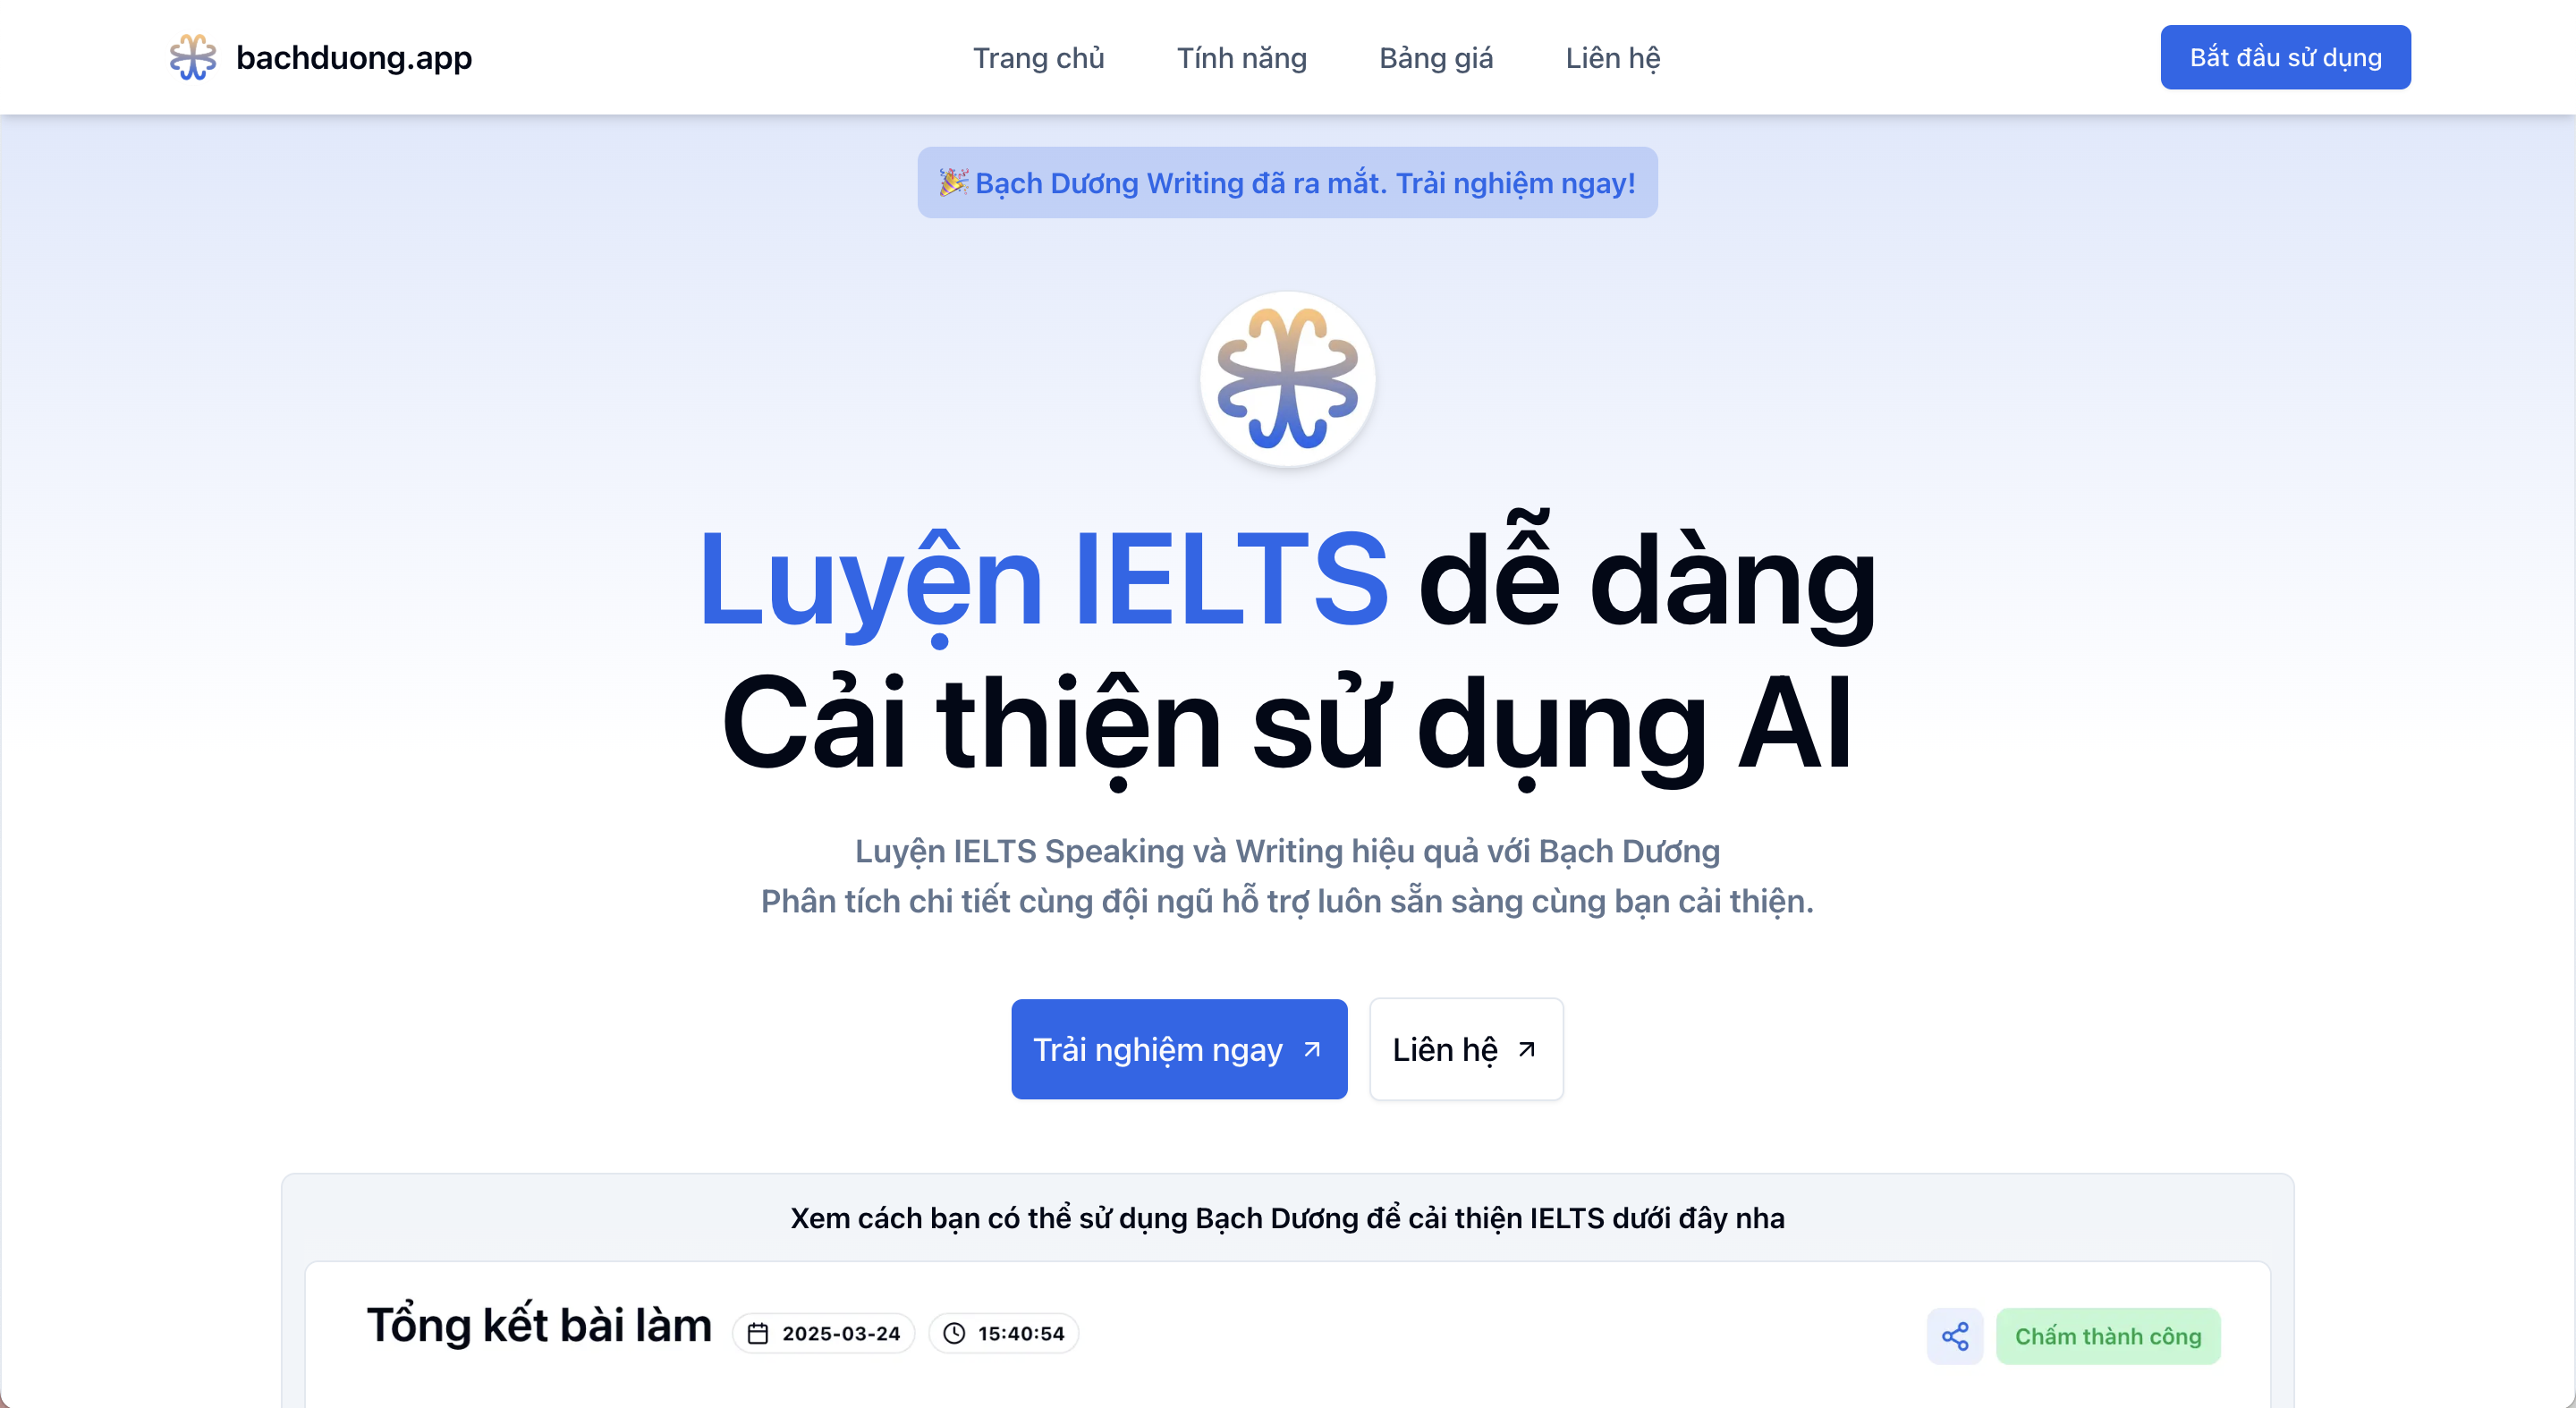 bachduong.app
Trang chủ
Tính năng
Bảng giá
Liên hệ
Bắt đầu sử dụng
🎉 Bạch Dương Writing đã ra mắt. Trải nghiệm ngay!
Luyện IELTS dễ dàng
Cải thiện sử dụng AI
Luyện IELTS Speaking và Writing hiệu quả với Bạch Dương
Phân tích chi tiết cùng đội ngũ hỗ trợ luôn sẵn sàng cùng bạn cải thiện.
Trải nghiệm ngay
Liên hệ
Xem cách bạn có thể sử dụng Bạch Dương để cải thiện IELTS dưới đây nha
Tổng kết bài làm
2025-03-24
15:40:54
Chấm thành công